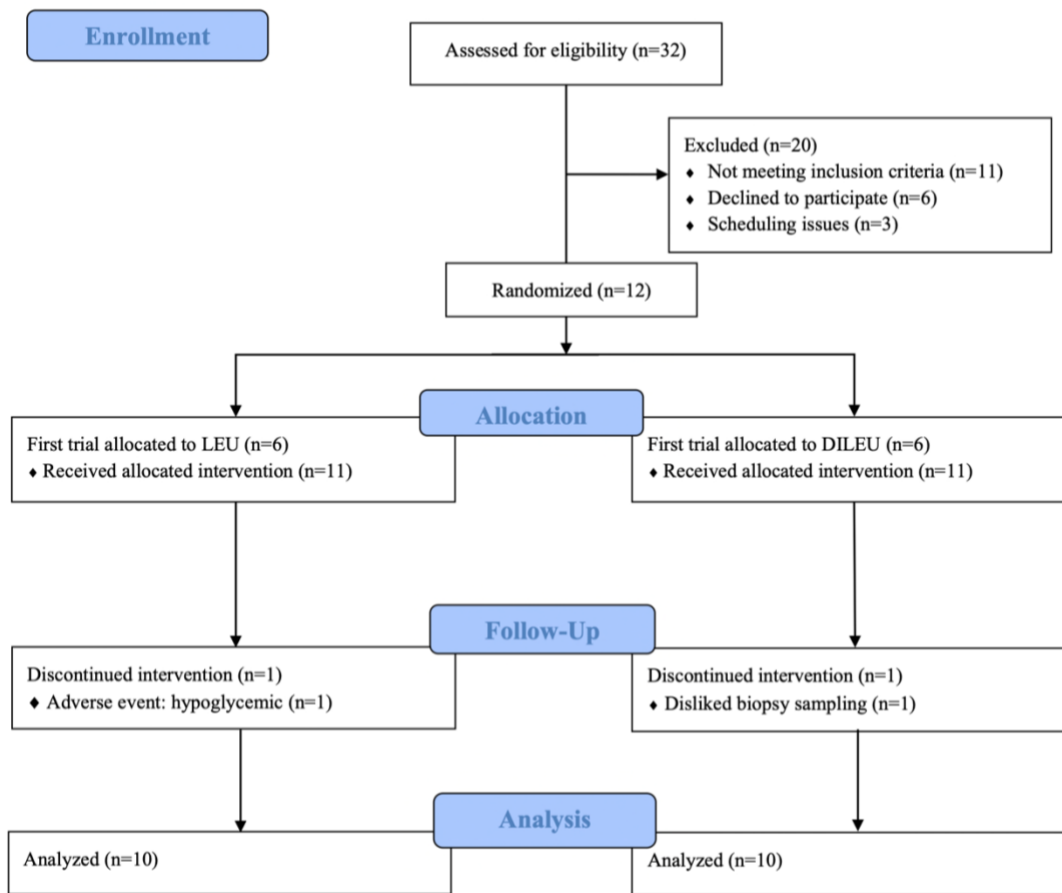 Enrollment
Assessed for eligibility (n=32)
Excluded (n=20)
♦ Not meeting inclusion criteria (n=11)
♦ Declined to participate (n=6)
♦ Scheduling issues (n=3)
Randomized (n=12)
Allocation
First trial allocated to LEU (n=6)
♦ Received allocated intervention (n=11)
First trial allocated to DILEU (n=6)
♦ Received allocated intervention (n=11)
Follow-Up
Discontinued intervention (n=1)
♦ Adverse event: hypoglycemic (n=1)
Discontinued intervention (n=1)
♦ Disliked biopsy sampling (n=1)
Analysis
Analyzed (n=10)
Analyzed (n=10)